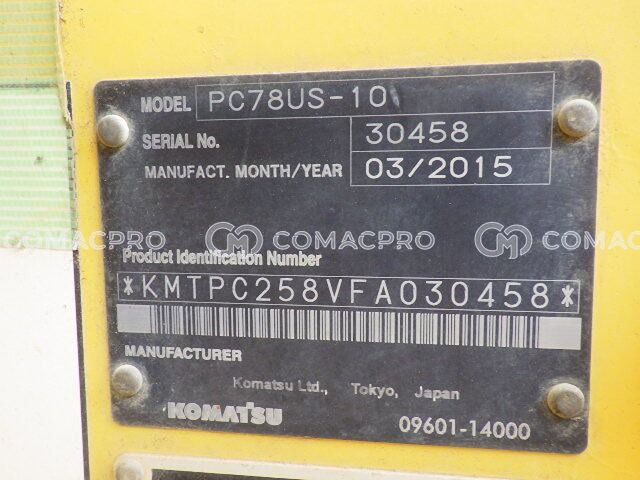 MODEL PC78US-10
SERIAL No. 30458
MANUFACT. MONTH/YEAR 03/2015
COMACPRO COMACPRO COMACPRO
Product Identification Number
*KMTPC258VFA030458*
MANUFACTURER
Komatsu Ltd., Tokyo, Japan
KOMATSU 09601-14000